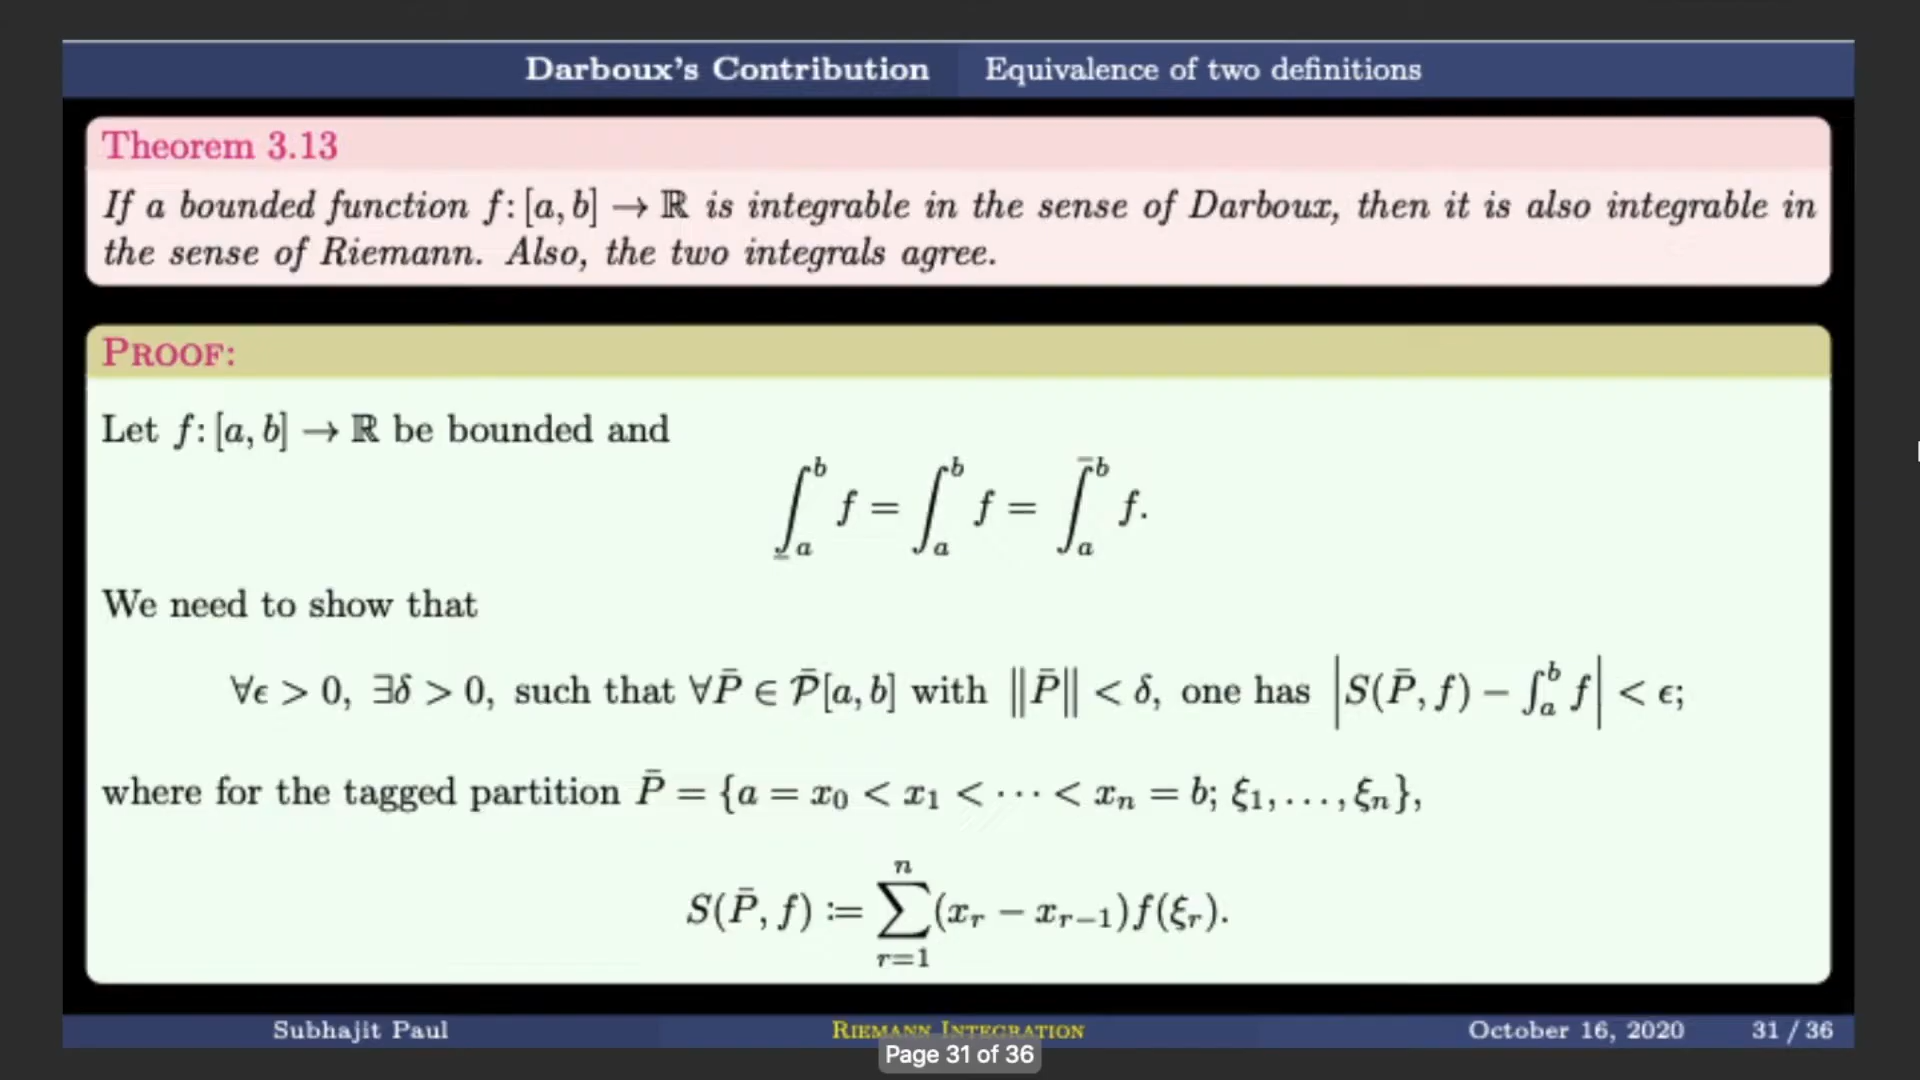 Darboux's Contribution Equivalence of two definitions
Theorem 3.13
If a bounded function f: [a, b] → ℝ is integrable in the sense of Darboux, then it is also integrable in
the sense of Riemann. Also, the two integrals agree.
PROOF:
Let f: [a, b] → ℝ be bounded and
\underline{∫}_a^b f = ∫_a^b f = \bar{∫}_a^b f.
We need to show that
∀ϵ > 0, ∃δ > 0, such that ∀P̄ ∈ 𝒫̄[a, b] with ‖P̄‖ < δ, one has |S(P̄, f) − ∫_a^b f| < ϵ;
where for the tagged partition P̄ = {a = x₀ < x₁ < ⋯ < xₙ = b; ξ₁, …, ξₙ},
S(P̄, f) := ∑_{r=1}^{n} (x_r − x_{r−1})f(ξ_r).
Subhajit Paul RIEMANN INTEGRATION October 16, 2020 31 / 36
Page 31 of 36